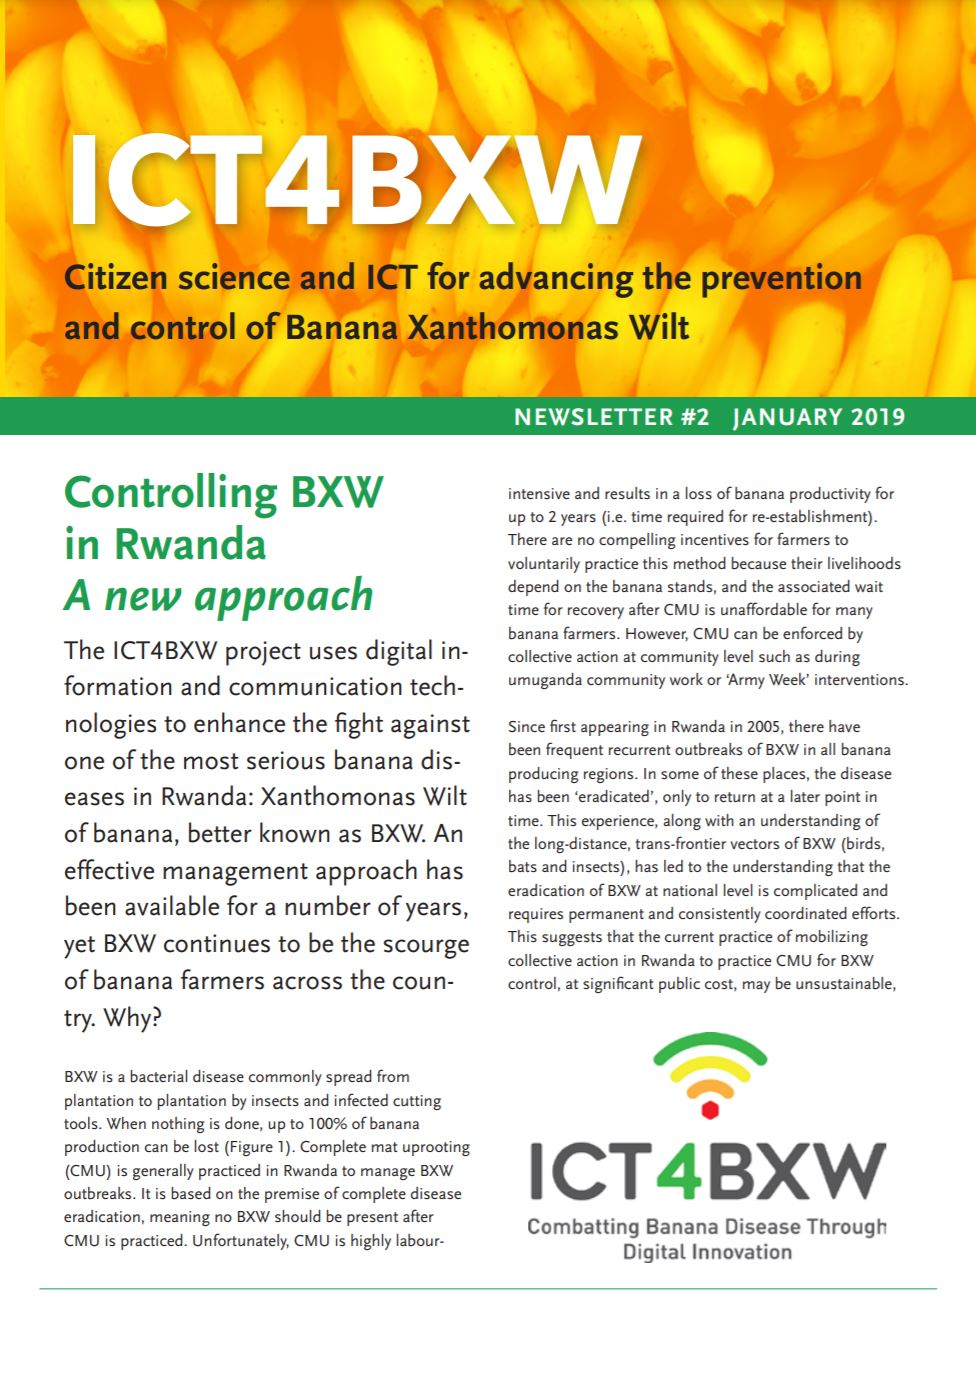 ICT4BXW
Citizen science and ICT for advancing the prevention
and control of Banana Xanthomonas Wilt
NEWSLETTER #2 JANUARY 2019
Controlling BXW
in Rwanda
A new approach
The ICT4BXW project uses digital in-
formation and communication tech-
nologies to enhance the fight against
one of the most serious banana dis-
eases in Rwanda: Xanthomonas Wilt
of banana, better known as BXW. An
effective management approach has
been available for a number of years,
yet BXW continues to be the scourge
of banana farmers across the coun-
try. Why?
BXW is a bacterial disease commonly spread from
plantation to plantation by insects and infected cutting
tools. When nothing is done, up to 100% of banana
production can be lost (Figure 1). Complete mat uprooting
(CMU) is generally practiced in Rwanda to manage BXW
outbreaks. It is based on the premise of complete disease
eradication, meaning no BXW should be present after
CMU is practiced. Unfortunately, CMU is highly labour-
intensive and results in a loss of banana productivity for
up to 2 years (i.e. time required for re-establishment).
There are no compelling incentives for farmers to
voluntarily practice this method because their livelihoods
depend on the banana stands, and the associated wait
time for recovery after CMU is unaffordable for many
banana farmers. However, CMU can be enforced by
collective action at community level such as during
umuganda community work or ‘Army Week’ interventions.
Since first appearing in Rwanda in 2005, there have
been frequent recurrent outbreaks of BXW in all banana
producing regions. In some of these places, the disease
has been ‘eradicated’, only to return at a later point in
time. This experience, along with an understanding of
the long-distance, trans-frontier vectors of BXW (birds,
bats and insects), has led to the understanding that the
eradication of BXW at national level is complicated and
requires permanent and consistently coordinated efforts.
This suggests that the current practice of mobilizing
collective action in Rwanda to practice CMU for BXW
control, at significant public cost, may be unsustainable,
ICT4BXW
Combatting Banana Disease Through
Digital Innovation